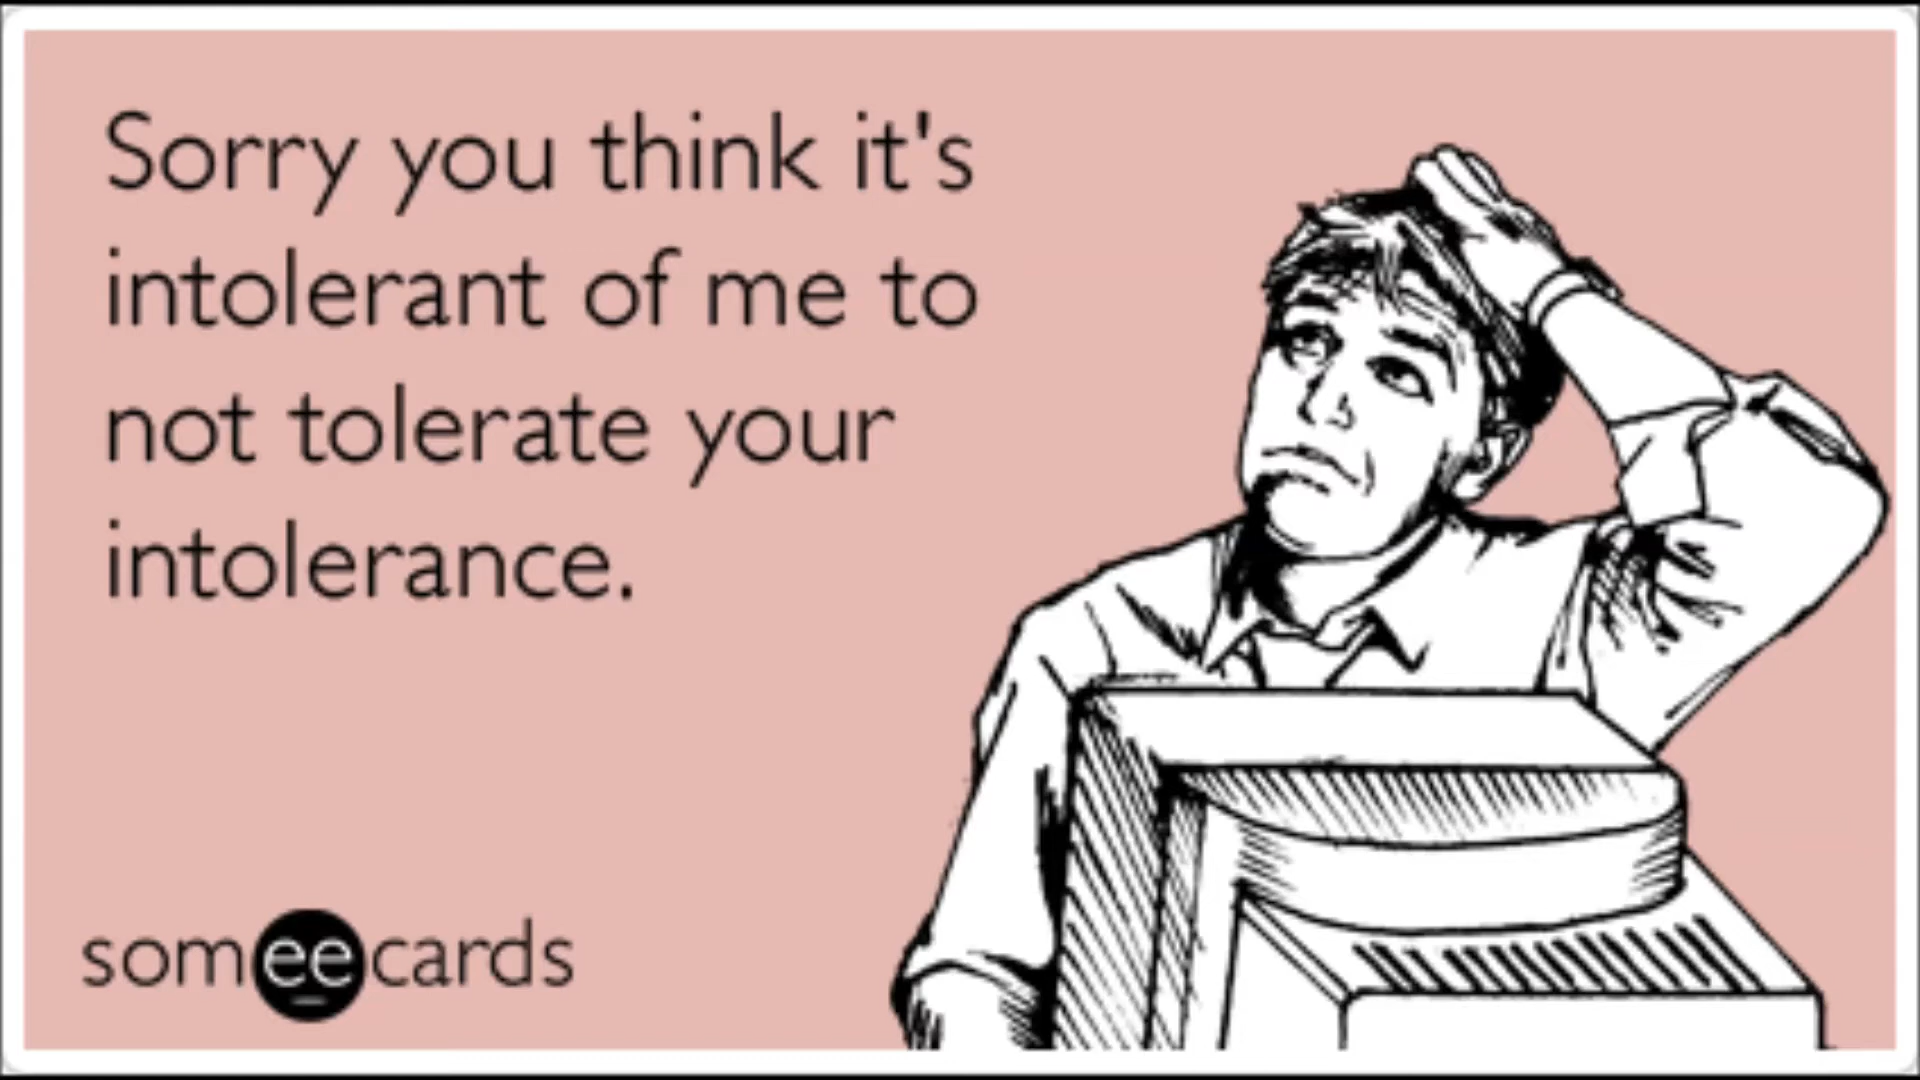 Sorry you think it's
intolerant of me to
not tolerate your
intolerance.
someecards